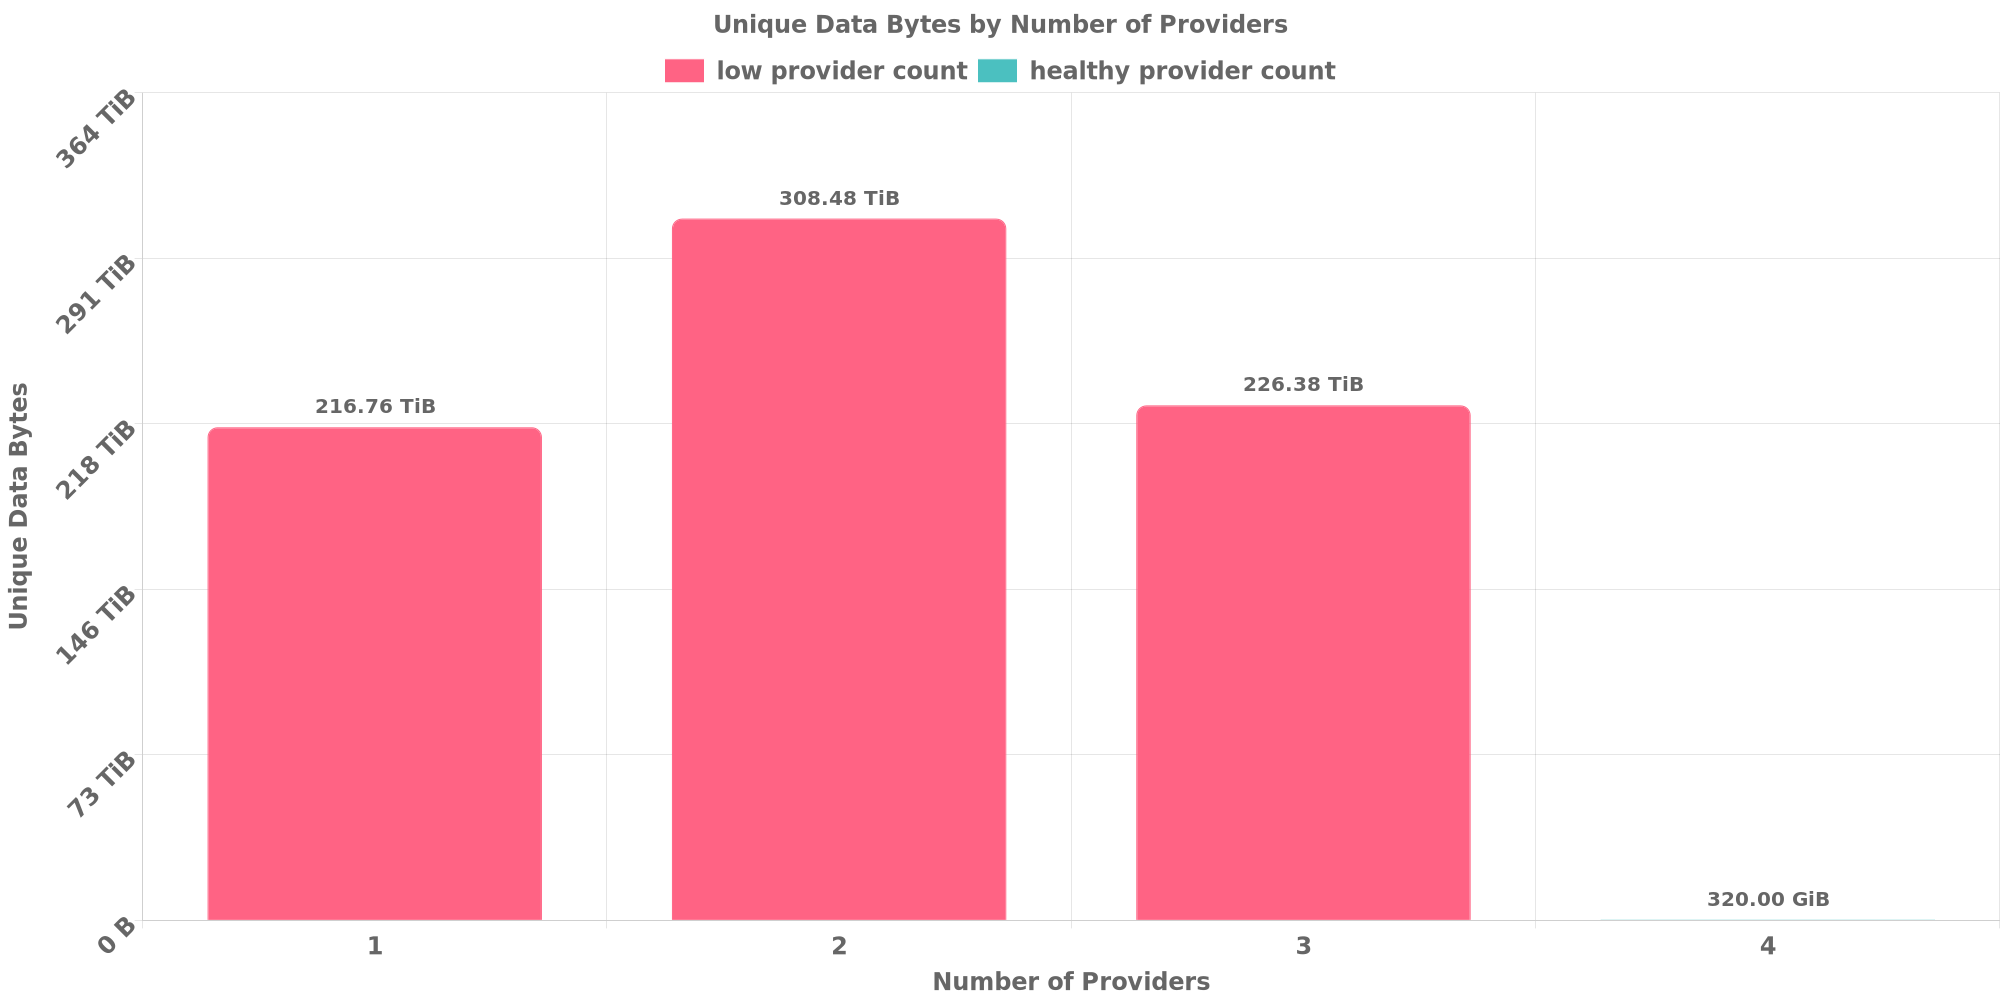 Unique Data Bytes by Number of Providers
low provider count
healthy provider count
364 TiB
291 TiB
218 TiB
146 TiB
73 TiB
0 B
Unique Data Bytes
216.76 TiB
308.48 TiB
226.38 TiB
320.00 GiB
1
2
3
4
Number of Providers